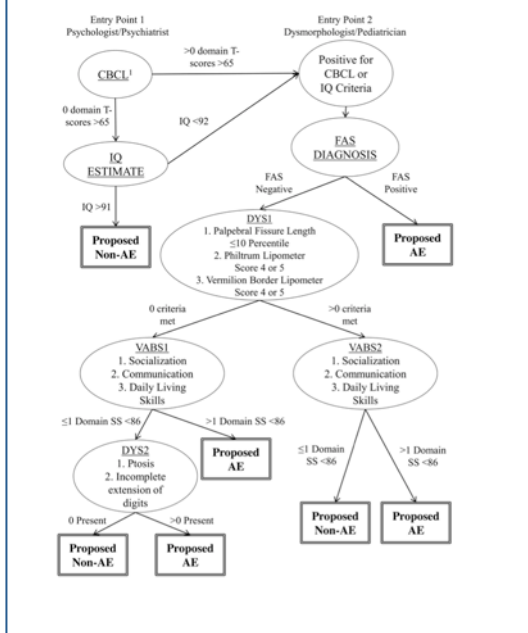 Entry Point 1
Psychologist/Psychiatrist
Entry Point 2
Dysmorphologist/Pediatrician
CBCL¹
>0 domain T-
scores >65
Positive for
CBCL or
IQ Criteria
0 domain T-
scores >65
IQ <92
IQ
ESTIMATE
FAS
DIAGNOSIS
IQ >91
FAS
Negative
FAS
Positive
Proposed
Non-AE
Proposed
AE
DYS1
1. Palpebral Fissure Length
≤10 Percentile
2. Philtrum Lipometer
Score 4 or 5
3. Vermilion Border Lipometer
Score 4 or 5
0 criteria
met
>0 criteria
met
VABS1
1. Socialization
2. Communication
3. Daily Living
Skills
VABS2
1. Socialization
2. Communication
3. Daily Living
Skills
≤1 Domain SS <86
>1 Domain SS <86
Proposed
AE
DYS2
1. Ptosis
2. Incomplete
extension of
digits
≤1 Domain
SS <86
>1 Domain
SS <86
0 Present
>0 Present
Proposed
Non-AE
Proposed
AE
Proposed
Non-AE
Proposed
AE